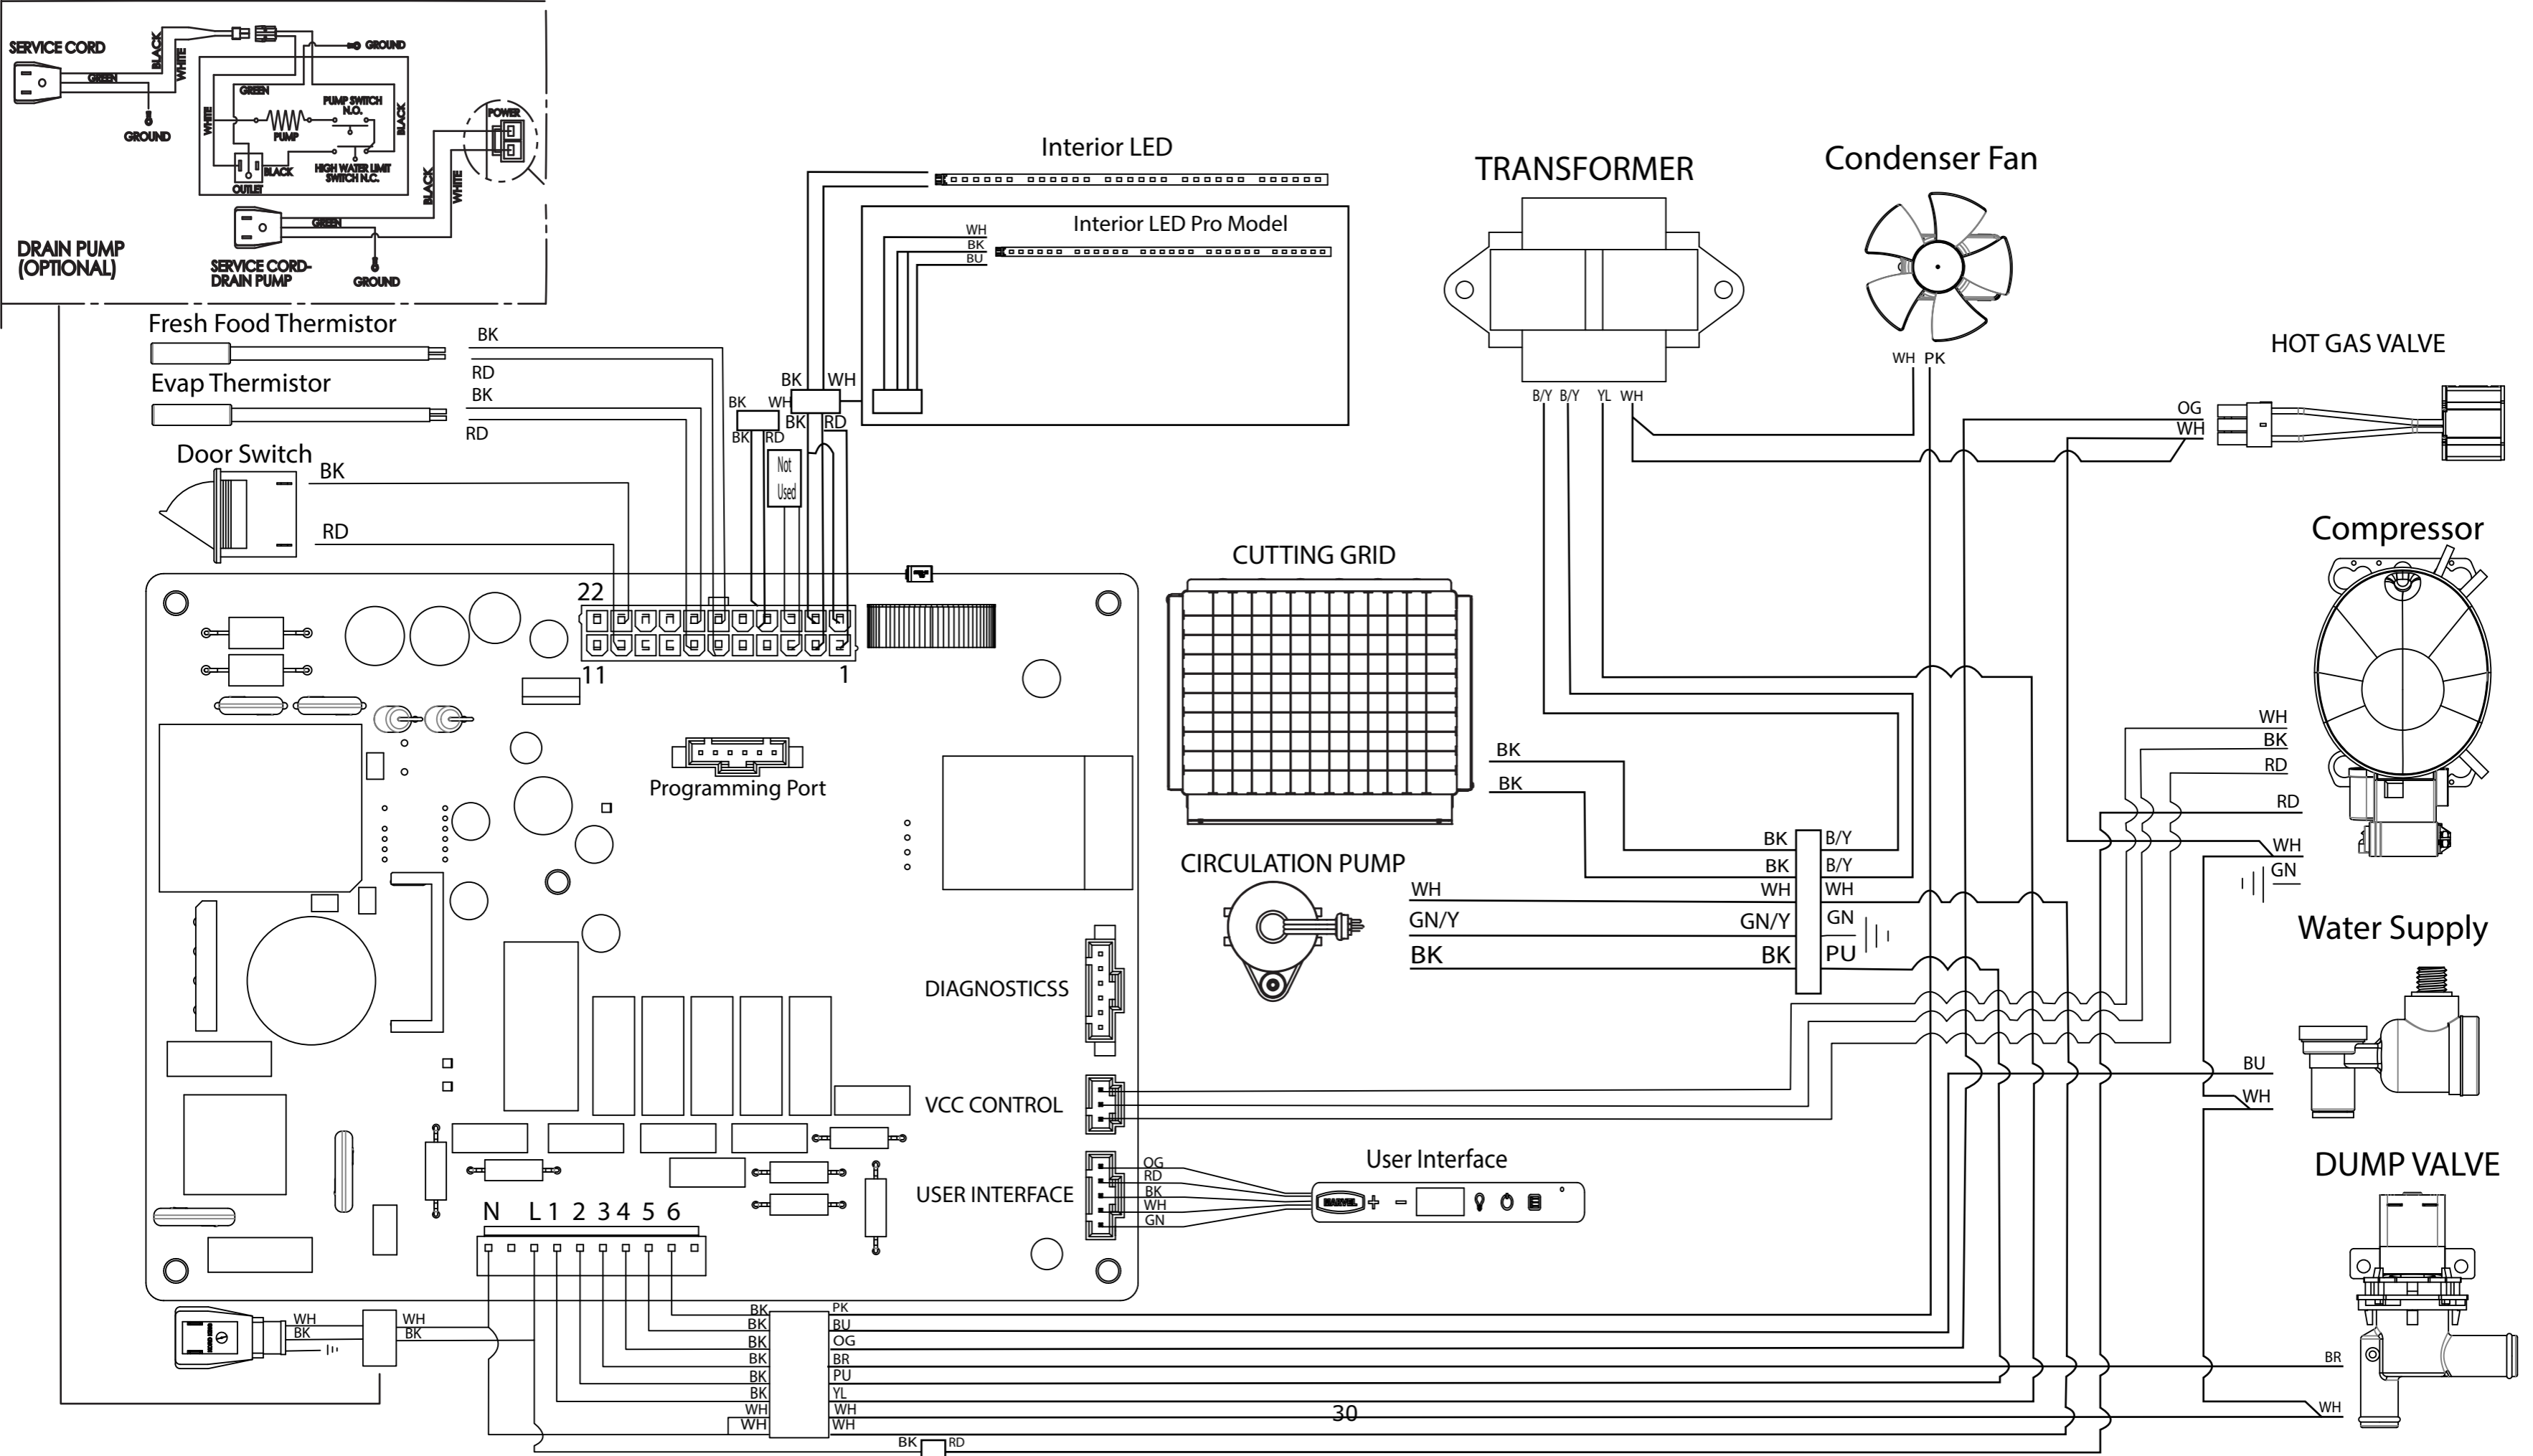 SERVICE CORD
BLACK
WHITE
GREEN
GROUND
GROUND
GREEN
WHITE
BLACK
PUMP SWITCH
N.O.
PUMP
HIGH WATER LIMIT
SWITCH N.C.
BLACK
OUTLET
POWER
BLACK
WHITE
GREEN
DRAIN PUMP
(OPTIONAL)
SERVICE CORD-
DRAIN PUMP
GROUND
Interior LED
Interior LED Pro Model
WH
BK
BU
TRANSFORMER
B/Y B/Y YL WH
Condenser Fan
WH PK
HOT GAS VALVE
OG
WH
Fresh Food Thermistor
BK
RD
Evap Thermistor
BK
RD
Door Switch
BK
RD
BK WH
BK WH
BK RD
BK RD
Not
Used
22
11
1
Programming Port
CUTTING GRID
BK
BK
CIRCULATION PUMP
WH
GN/Y
BK
BK B/Y
BK B/Y
WH WH
GN/Y GN
BK PU
Compressor
WH
BK
RD
RD
WH
GN
Water Supply
BU
WH
DUMP VALVE
BR
WH
DIAGNOSTICSS
VCC CONTROL
USER INTERFACE
OG
RD
BK
WH
GN
User Interface
MARVEL + -
N L 1 2 3 4 5 6
WH WH
BK BK
BK PK
BK BU
BK OG
BK BR
BK PU
BK YL
WH WH
WH WH
BK RD
30